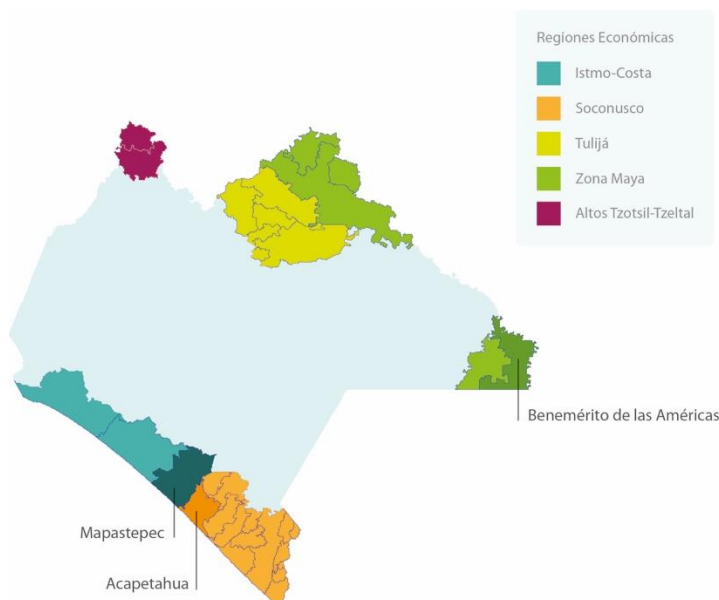 Regiones Económicas
Istmo-Costa
Soconusco
Tulijá
Zona Maya
Altos Tzotsil-Tzeltal
Benemérito de las Américas
Mapastepec
Acapetahua